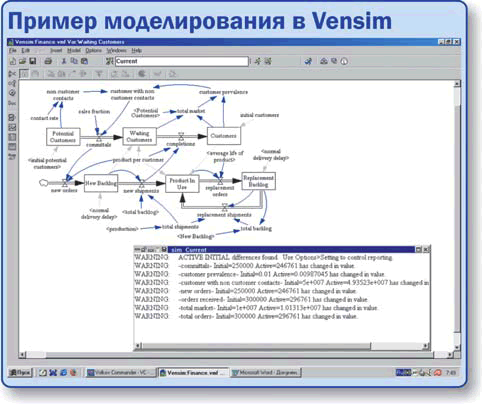 Пример моделирования в Vensim
Vensim:Finance.vmf Var:Waiting Customers
File Edit Insert Model Options Windows Help
Current
non customer contacts
customer with non customer contacts
customer prevalence
contact rate
sales fraction
<Potential Customers>
total market
initial customers
Potential Customers
Waiting Customers
Customers
committals
completions
<initial potential customers>
product per customer
<average life of product>
<normal delivery delay>
new orders
New Backlog
new shipments
Product In Use
replacement orders
Replacement Backlog
<normal delivery delay>
<total backlog>
replacement shipments
<production>
total shipments
<New Backlog>
total backlog
sim Current
WARNING: ACTIVE INITIAL differences found. Use Options>Setting to control reporting.
WARNING: -committals- Initial=250000 Active=246761 has changed in value.
WARNING: -customer prevalence- Initial=0.01 Active=0.00987045 has changed in value.
WARNING: -customer with non customer contacts- Initial=5e+007 Active=4.93523e+007 has changed in
WARNING: -new orders- Initial=250000 Active=246761 has changed in value.
WARNING: -orders received- Initial=300000 Active=296761 has changed in value.
WARNING: -total market- Initial=1e+007 Active=1.01313e+007 has changed in value.
WARNING: -total orders- Initial=300000 Active=296761 has changed in value.
Пуск
Volkov Commander - VC -...
Vensim:Finance.vmf ...
Microsoft Word -
7:49